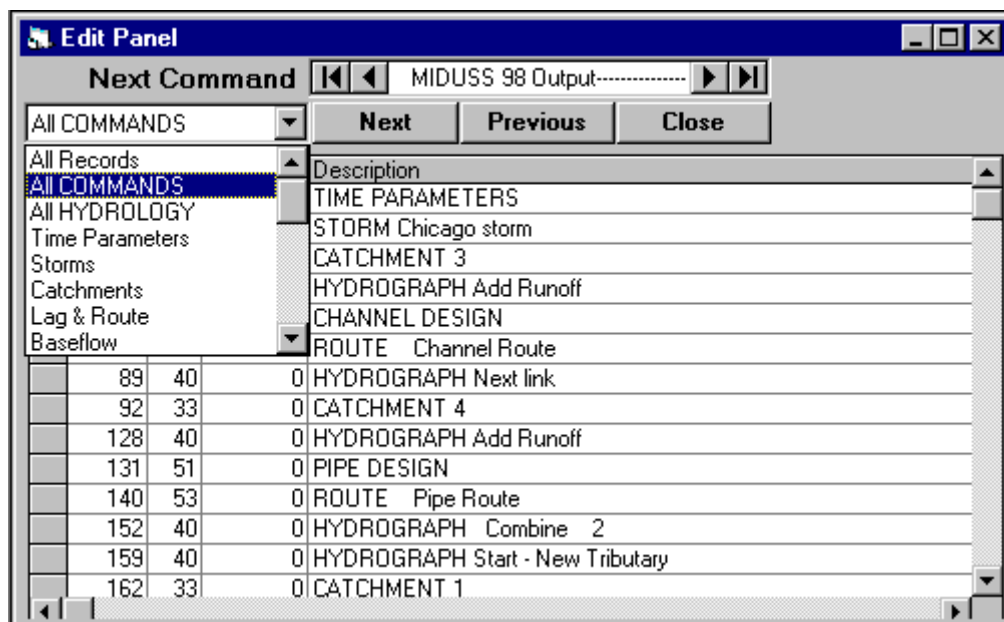 Edit Panel
Next Command MIDUSS 98 Output---------------
All COMMANDS Next Previous Close
All Records
All COMMANDS
All HYDROLOGY
Time Parameters
Storms
Catchments
Lag & Route
Baseflow
Description
TIME PARAMETERS
STORM Chicago storm
CATCHMENT 3
HYDROGRAPH Add Runoff
CHANNEL DESIGN
ROUTE Channel Route
89 40 0 HYDROGRAPH Next link
92 33 0 CATCHMENT 4
128 40 0 HYDROGRAPH Add Runoff
131 51 0 PIPE DESIGN
140 53 0 ROUTE Pipe Route
152 40 0 HYDROGRAPH Combine 2
159 40 0 HYDROGRAPH Start - New Tributary
162 33 0 CATCHMENT 1